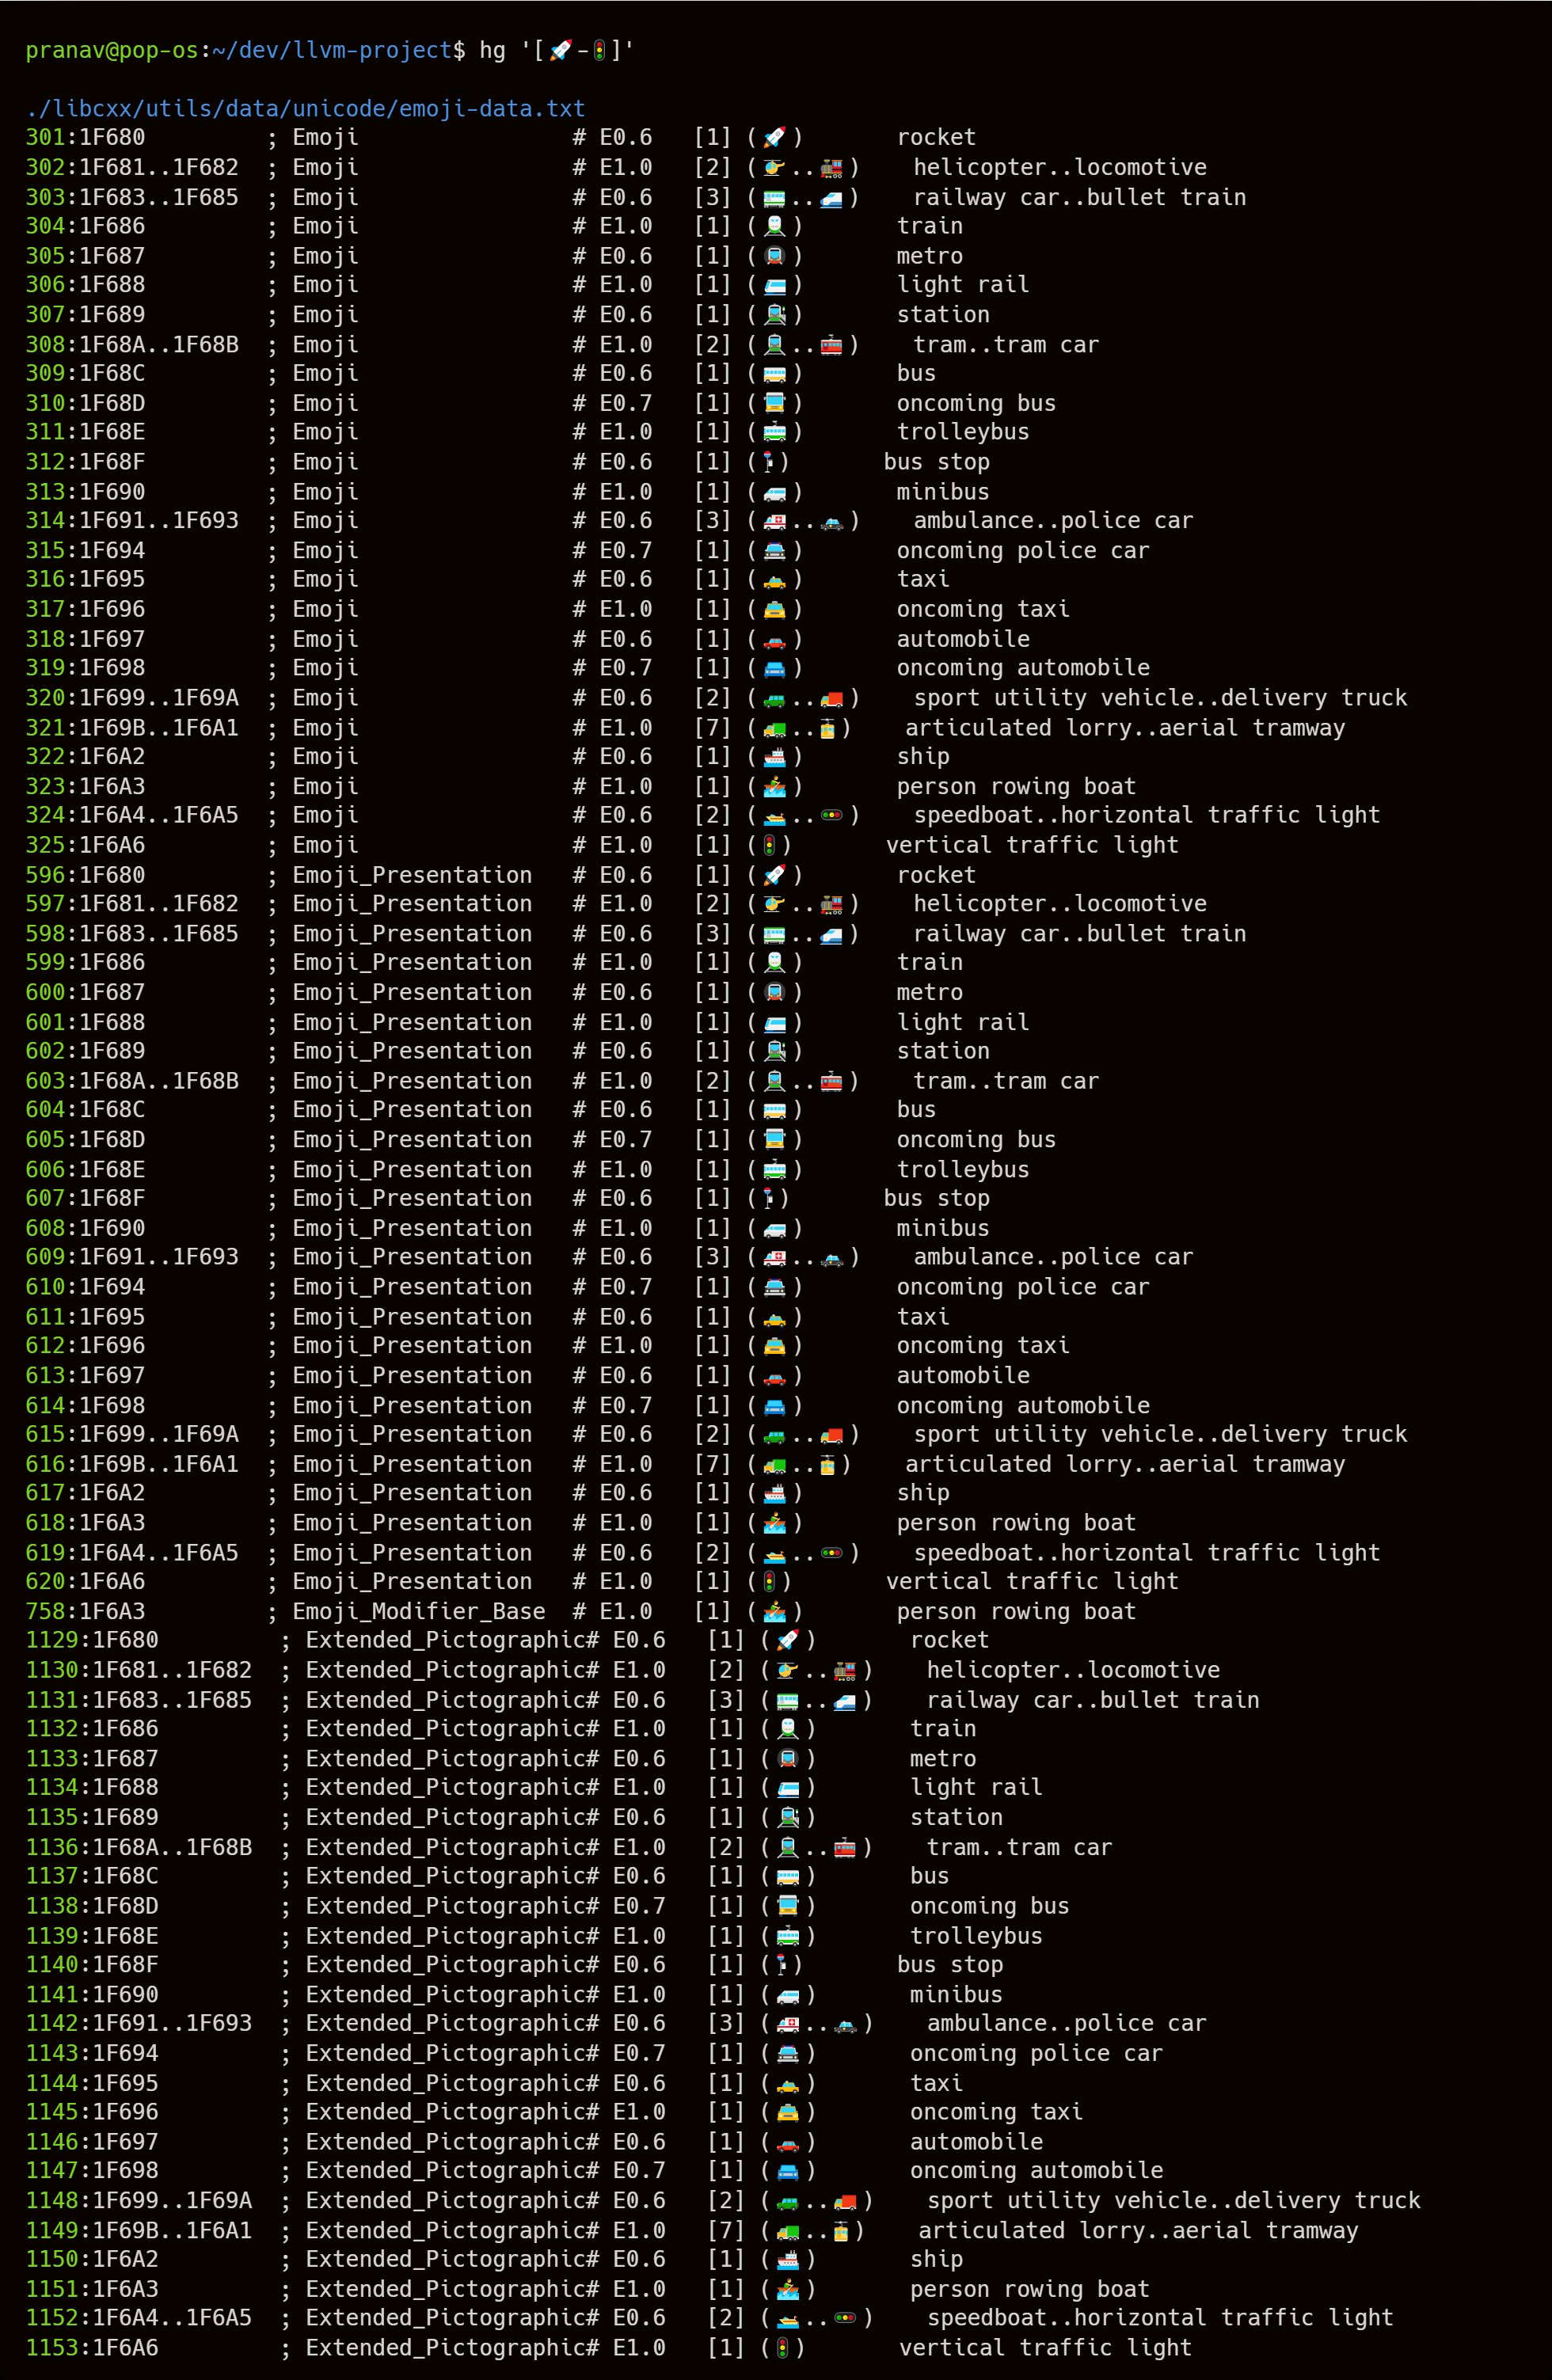 pranav@pop-os:~/dev/llvm-project$ hg '[🚀-🚦]'
./libcxx/utils/data/unicode/emoji-data.txt
301:1F680         ; Emoji                # E0.6   [1] (🚀)       rocket
302:1F681..1F682  ; Emoji                # E1.0   [2] (🚁..🚂)    helicopter..locomotive
303:1F683..1F685  ; Emoji                # E0.6   [3] (🚃..🚅)    railway car..bullet train
304:1F686         ; Emoji                # E1.0   [1] (🚆)       train
305:1F687         ; Emoji                # E0.6   [1] (🚇)       metro
306:1F688         ; Emoji                # E1.0   [1] (🚈)       light rail
307:1F689         ; Emoji                # E0.6   [1] (🚉)       station
308:1F68A..1F68B  ; Emoji                # E1.0   [2] (🚊..🚋)    tram..tram car
309:1F68C         ; Emoji                # E0.6   [1] (🚌)       bus
310:1F68D         ; Emoji                # E0.7   [1] (🚍)       oncoming bus
311:1F68E         ; Emoji                # E1.0   [1] (🚎)       trolleybus
312:1F68F         ; Emoji                # E0.6   [1] (🚏)       bus stop
313:1F690         ; Emoji                # E1.0   [1] (🚐)       minibus
314:1F691..1F693  ; Emoji                # E0.6   [3] (🚑..🚓)    ambulance..police car
315:1F694         ; Emoji                # E0.7   [1] (🚔)       oncoming police car
316:1F695         ; Emoji                # E0.6   [1] (🚕)       taxi
317:1F696         ; Emoji                # E1.0   [1] (🚖)       oncoming taxi
318:1F697         ; Emoji                # E0.6   [1] (🚗)       automobile
319:1F698         ; Emoji                # E0.7   [1] (🚘)       oncoming automobile
320:1F699..1F69A  ; Emoji                # E0.6   [2] (🚙..🚚)    sport utility vehicle..delivery truck
321:1F69B..1F6A1  ; Emoji                # E1.0   [7] (🚛..🚡)    articulated lorry..aerial tramway
322:1F6A2         ; Emoji                # E0.6   [1] (🚢)       ship
323:1F6A3         ; Emoji                # E1.0   [1] (🚣)       person rowing boat
324:1F6A4..1F6A5  ; Emoji                # E0.6   [2] (🚤..🚥)    speedboat..horizontal traffic light
325:1F6A6         ; Emoji                # E1.0   [1] (🚦)       vertical traffic light
596:1F680         ; Emoji_Presentation   # E0.6   [1] (🚀)       rocket
597:1F681..1F682  ; Emoji_Presentation   # E1.0   [2] (🚁..🚂)    helicopter..locomotive
598:1F683..1F685  ; Emoji_Presentation   # E0.6   [3] (🚃..🚅)    railway car..bullet train
599:1F686         ; Emoji_Presentation   # E1.0   [1] (🚆)       train
600:1F687         ; Emoji_Presentation   # E0.6   [1] (🚇)       metro
601:1F688         ; Emoji_Presentation   # E1.0   [1] (🚈)       light rail
602:1F689         ; Emoji_Presentation   # E0.6   [1] (🚉)       station
603:1F68A..1F68B  ; Emoji_Presentation   # E1.0   [2] (🚊..🚋)    tram..tram car
604:1F68C         ; Emoji_Presentation   # E0.6   [1] (🚌)       bus
605:1F68D         ; Emoji_Presentation   # E0.7   [1] (🚍)       oncoming bus
606:1F68E         ; Emoji_Presentation   # E1.0   [1] (🚎)       trolleybus
607:1F68F         ; Emoji_Presentation   # E0.6   [1] (🚏)       bus stop
608:1F690         ; Emoji_Presentation   # E1.0   [1] (🚐)       minibus
609:1F691..1F693  ; Emoji_Presentation   # E0.6   [3] (🚑..🚓)    ambulance..police car
610:1F694         ; Emoji_Presentation   # E0.7   [1] (🚔)       oncoming police car
611:1F695         ; Emoji_Presentation   # E0.6   [1] (🚕)       taxi
612:1F696         ; Emoji_Presentation   # E1.0   [1] (🚖)       oncoming taxi
613:1F697         ; Emoji_Presentation   # E0.6   [1] (🚗)       automobile
614:1F698         ; Emoji_Presentation   # E0.7   [1] (🚘)       oncoming automobile
615:1F699..1F69A  ; Emoji_Presentation   # E0.6   [2] (🚙..🚚)    sport utility vehicle..delivery truck
616:1F69B..1F6A1  ; Emoji_Presentation   # E1.0   [7] (🚛..🚡)    articulated lorry..aerial tramway
617:1F6A2         ; Emoji_Presentation   # E0.6   [1] (🚢)       ship
618:1F6A3         ; Emoji_Presentation   # E1.0   [1] (🚣)       person rowing boat
619:1F6A4..1F6A5  ; Emoji_Presentation   # E0.6   [2] (🚤..🚥)    speedboat..horizontal traffic light
620:1F6A6         ; Emoji_Presentation   # E1.0   [1] (🚦)       vertical traffic light
758:1F6A3         ; Emoji_Modifier_Base  # E1.0   [1] (🚣)       person rowing boat
1129:1F680         ; Extended_Pictographic# E0.6   [1] (🚀)       rocket
1130:1F681..1F682  ; Extended_Pictographic# E1.0   [2] (🚁..🚂)    helicopter..locomotive
1131:1F683..1F685  ; Extended_Pictographic# E0.6   [3] (🚃..🚅)    railway car..bullet train
1132:1F686         ; Extended_Pictographic# E1.0   [1] (🚆)       train
1133:1F687         ; Extended_Pictographic# E0.6   [1] (🚇)       metro
1134:1F688         ; Extended_Pictographic# E1.0   [1] (🚈)       light rail
1135:1F689         ; Extended_Pictographic# E0.6   [1] (🚉)       station
1136:1F68A..1F68B  ; Extended_Pictographic# E1.0   [2] (🚊..🚋)    tram..tram car
1137:1F68C         ; Extended_Pictographic# E0.6   [1] (🚌)       bus
1138:1F68D         ; Extended_Pictographic# E0.7   [1] (🚍)       oncoming bus
1139:1F68E         ; Extended_Pictographic# E1.0   [1] (🚎)       trolleybus
1140:1F68F         ; Extended_Pictographic# E0.6   [1] (🚏)       bus stop
1141:1F690         ; Extended_Pictographic# E1.0   [1] (🚐)       minibus
1142:1F691..1F693  ; Extended_Pictographic# E0.6   [3] (🚑..🚓)    ambulance..police car
1143:1F694         ; Extended_Pictographic# E0.7   [1] (🚔)       oncoming police car
1144:1F695         ; Extended_Pictographic# E0.6   [1] (🚕)       taxi
1145:1F696         ; Extended_Pictographic# E1.0   [1] (🚖)       oncoming taxi
1146:1F697         ; Extended_Pictographic# E0.6   [1] (🚗)       automobile
1147:1F698         ; Extended_Pictographic# E0.7   [1] (🚘)       oncoming automobile
1148:1F699..1F69A  ; Extended_Pictographic# E0.6   [2] (🚙..🚚)    sport utility vehicle..delivery truck
1149:1F69B..1F6A1  ; Extended_Pictographic# E1.0   [7] (🚛..🚡)    articulated lorry..aerial tramway
1150:1F6A2         ; Extended_Pictographic# E0.6   [1] (🚢)       ship
1151:1F6A3         ; Extended_Pictographic# E1.0   [1] (🚣)       person rowing boat
1152:1F6A4..1F6A5  ; Extended_Pictographic# E0.6   [2] (🚤..🚥)    speedboat..horizontal traffic light
1153:1F6A6         ; Extended_Pictographic# E1.0   [1] (🚦)       vertical traffic light